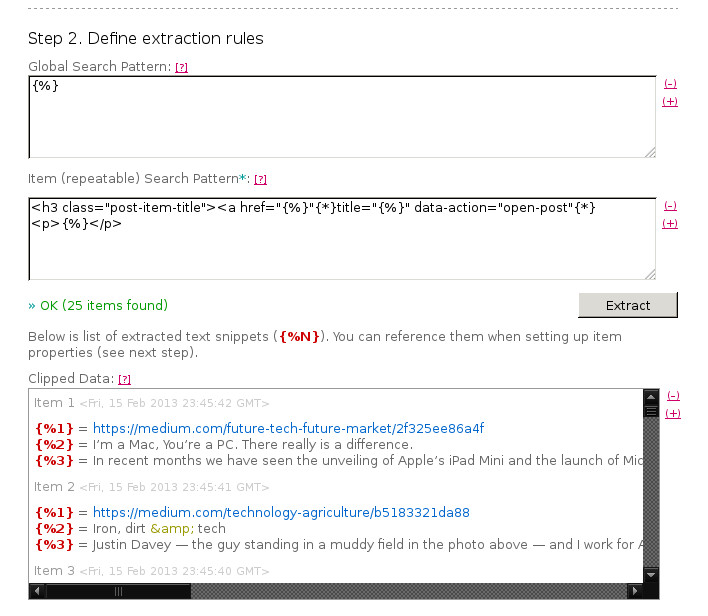 Step 2. Define extraction rules
Global Search Pattern: [?]
{%}
(–)
(+)
Item (repeatable) Search Pattern*: [?]
<h3 class="post-item-title"><a href="{%}"{*}title="{%}" data-action="open-post"{*}
<p>{%}</p>
(–)
(+)
» OK (25 items found)
Extract
Below is list of extracted text snippets ({%N}). You can reference them when setting up item
properties (see next step).
Clipped Data: [?]
(–)
(+)
Item 1 <Fri, 15 Feb 2013 23:45:42 GMT>
{%1} = https://medium.com/future-tech-future-market/2f325ee86a4f
{%2} = I’m a Mac, You’re a PC. There really is a difference.
{%3} = In recent months we have seen the unveiling of Apple’s iPad Mini and the launch of Mic
Item 2 <Fri, 15 Feb 2013 23:45:41 GMT>
{%1} = https://medium.com/technology-agriculture/b5183321da88
{%2} = Iron, dirt &amp; tech
{%3} = Justin Davey — the guy standing in a muddy field in the photo above — and I work for A
Item 3 <Fri, 15 Feb 2013 23:45:40 GMT>